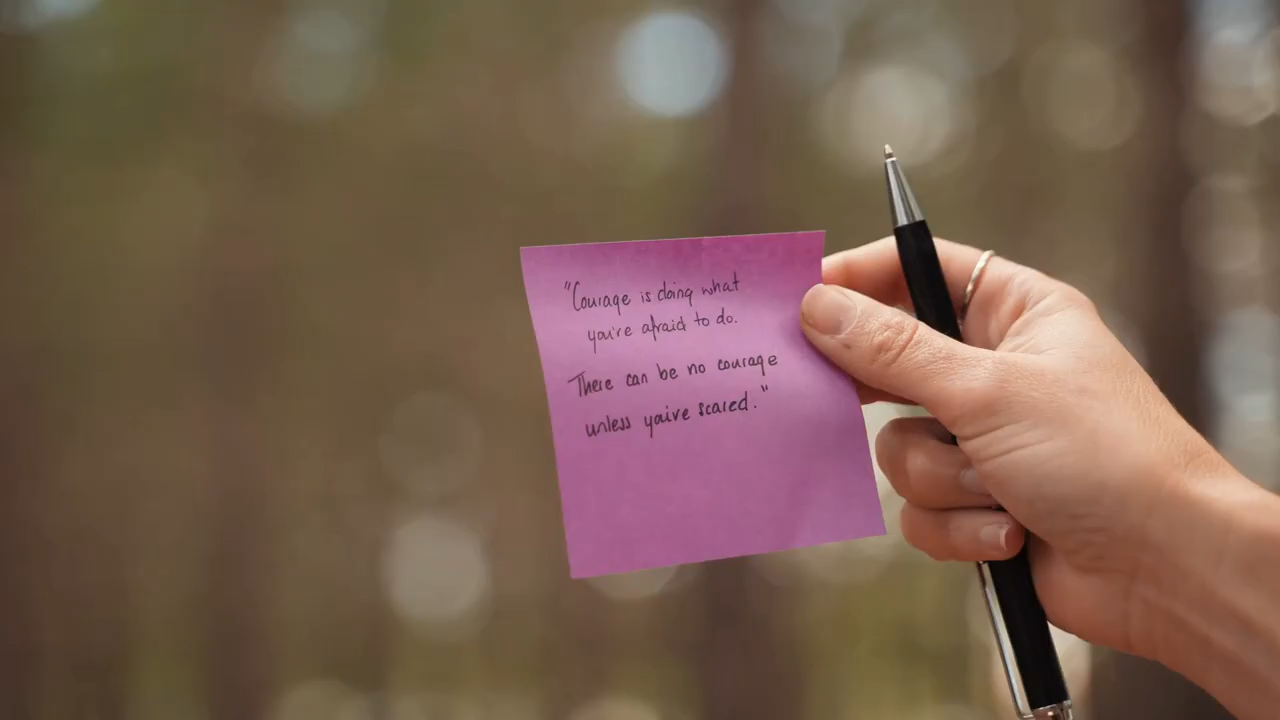 "Courage is doing what
you're afraid to do.
There can be no courage
unless you're scared."